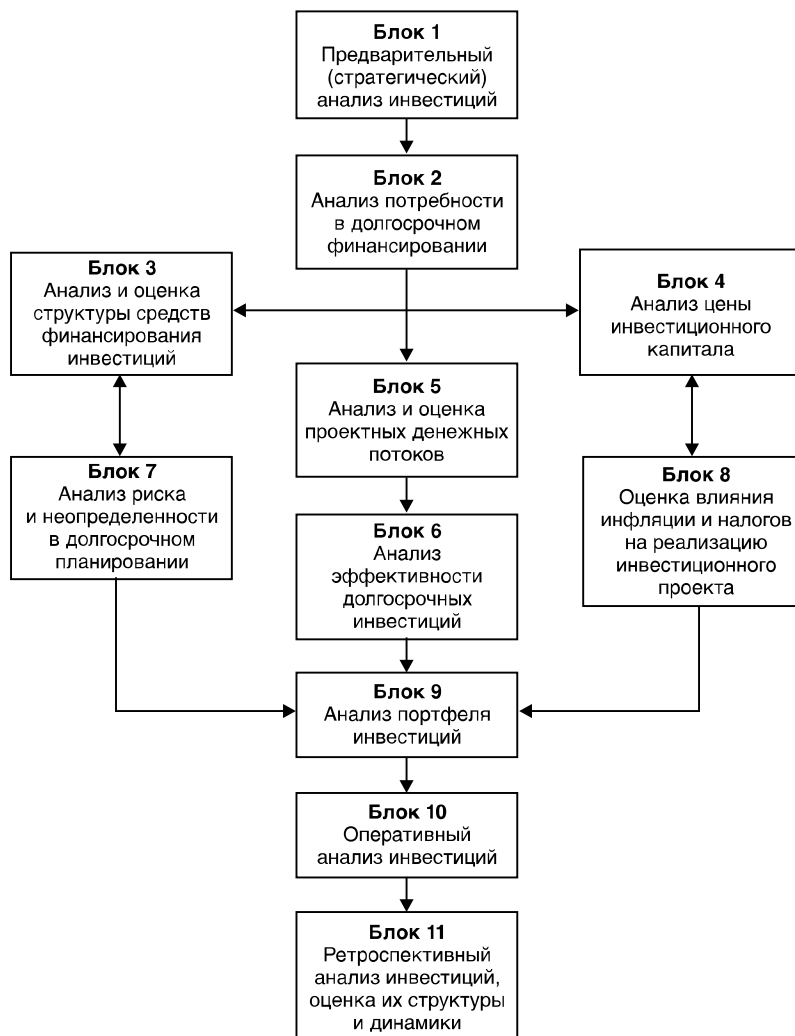 Блок 1
Предварительный
(стратегический)
анализ инвестиций
Блок 2
Анализ потребности
в долгосрочном
финансировании
Блок 3
Анализ и оценка
структуры средств
финансирования
инвестиций
Блок 4
Анализ цены
инвестиционного
капитала
Блок 5
Анализ и оценка
проектных денежных
потоков
Блок 7
Анализ риска
и неопределенности
в долгосрочном
планировании
Блок 6
Анализ
эффективности
долгосрочных
инвестиций
Блок 8
Оценка влияния
инфляции и налогов
на реализацию
инвестиционного
проекта
Блок 9
Анализ портфеля
инвестиций
Блок 10
Оперативный
анализ инвестиций
Блок 11
Ретроспективный
анализ инвестиций,
оценка их структуры
и динамики